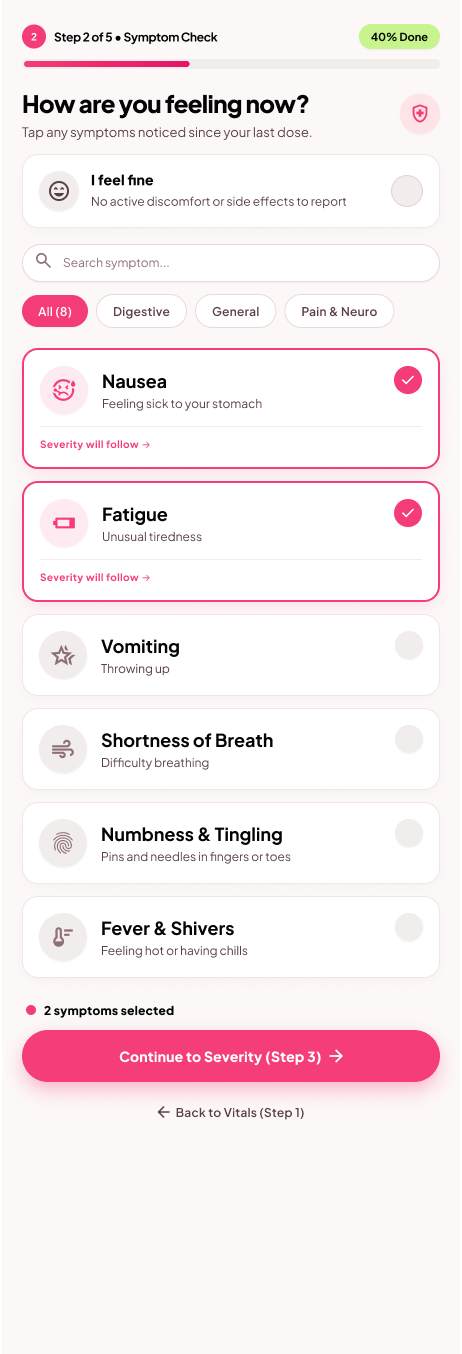 2 Step 2 of 5 • Symptom Check 40% Done
How are you feeling now?
Tap any symptoms noticed since your last dose.
I feel fine
No active discomfort or side effects to report
Search symptom...
All (8) Digestive General Pain & Neuro
Nausea
Feeling sick to your stomach
Severity will follow →
Fatigue
Unusual tiredness
Severity will follow →
Vomiting
Throwing up
Shortness of Breath
Difficulty breathing
Numbness & Tingling
Pins and needles in fingers or toes
Fever & Shivers
Feeling hot or having chills
2 symptoms selected
Continue to Severity (Step 3) →
← Back to Vitals (Step 1)